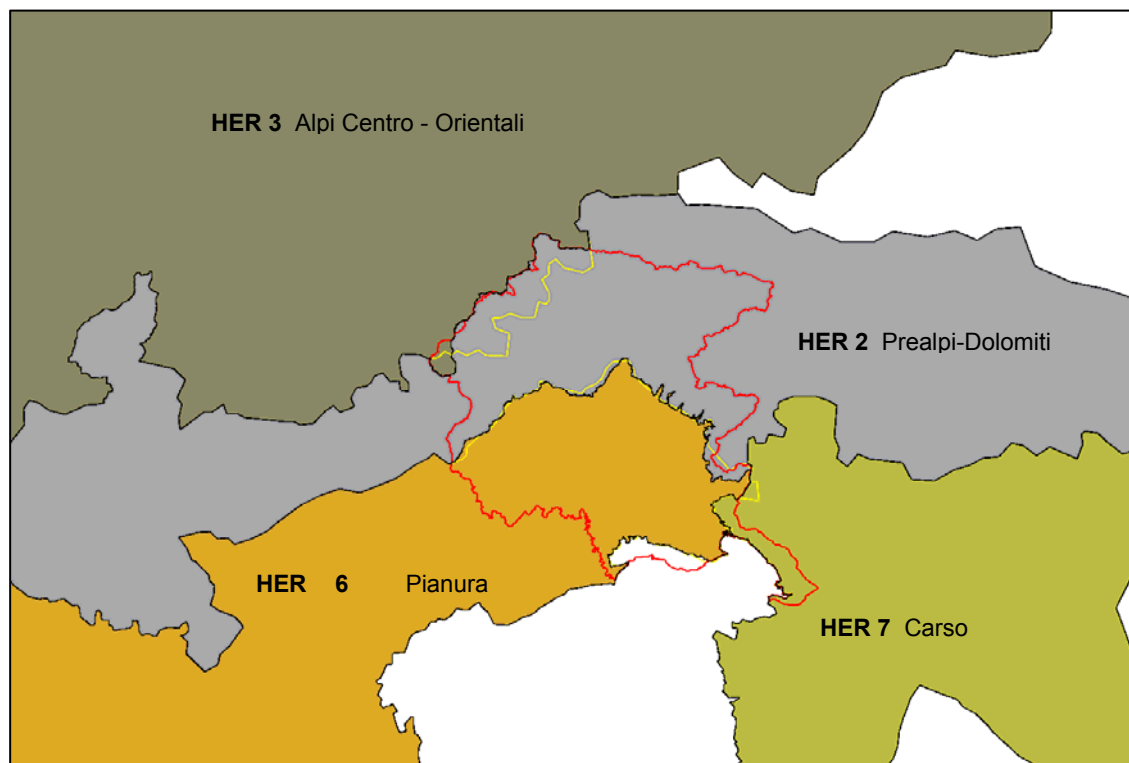 HER 3 Alpi Centro - Orientali
HER 2 Prealpi-Dolomiti
HER 6 Pianura
HER 7 Carso